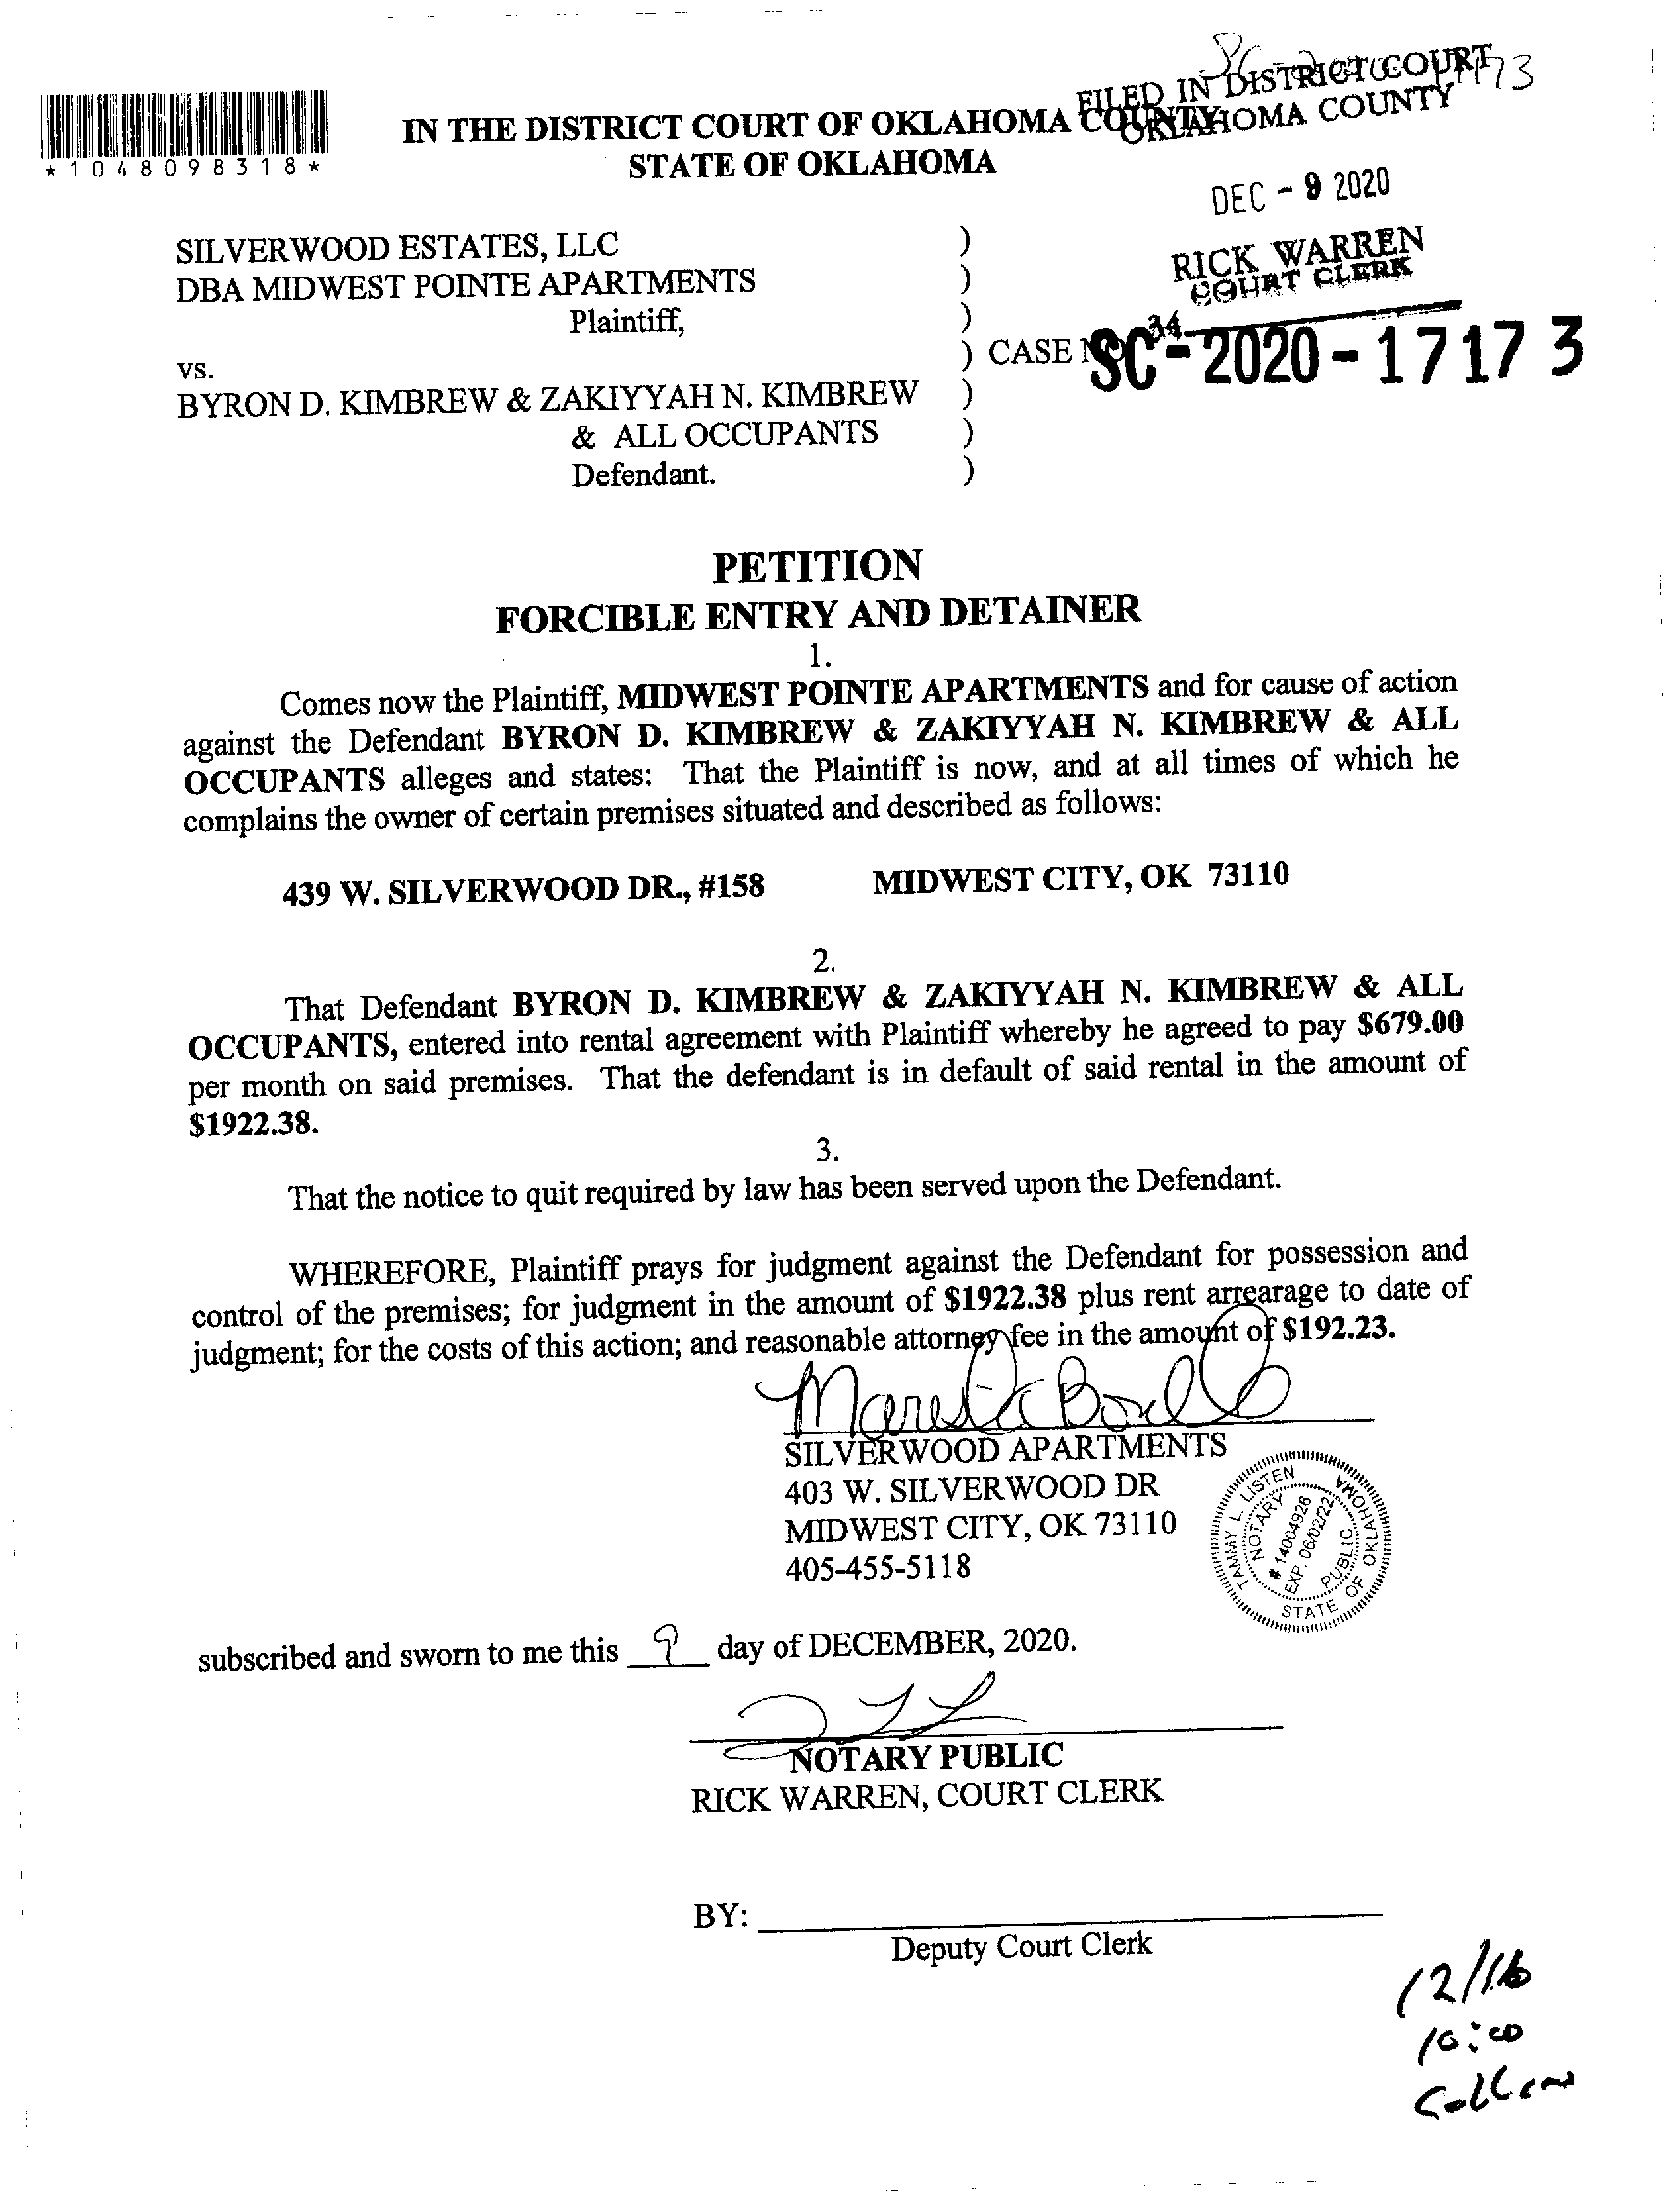 FILED IN DISTRICT COURT
OKLAHOMA COUNTY
*1048098318*
IN THE DISTRICT COURT OF OKLAHOMA COUNTY
STATE OF OKLAHOMA
DEC - 9 2020
RICK WARREN
COURT CLERK
34
SILVERWOOD ESTATES, LLC )
DBA MIDWEST POINTE APARTMENTS )
Plaintiff, )
vs. ) CASE NO SC-2020-17173
BYRON D. KIMBREW & ZAKIYYAH N. KIMBREW )
& ALL OCCUPANTS )
Defendant. )
PETITION
FORCIBLE ENTRY AND DETAINER
1.
Comes now the Plaintiff, MIDWEST POINTE APARTMENTS and for cause of action
against the Defendant BYRON D. KIMBREW & ZAKIYYAH N. KIMBREW & ALL
OCCUPANTS alleges and states: That the Plaintiff is now, and at all times of which he
complains the owner of certain premises situated and described as follows:
439 W. SILVERWOOD DR., #158 MIDWEST CITY, OK 73110
2.
That Defendant BYRON D. KIMBREW & ZAKIYYAH N. KIMBREW & ALL
OCCUPANTS, entered into rental agreement with Plaintiff whereby he agreed to pay $679.00
per month on said premises. That the defendant is in default of said rental in the amount of
$1922.38.
3.
That the notice to quit required by law has been served upon the Defendant.
WHEREFORE, Plaintiff prays for judgment against the Defendant for possession and
control of the premises; for judgment in the amount of $1922.38 plus rent arrearage to date of
judgment; for the costs of this action; and reasonable attorney fee in the amount of $192.23.
SILVERWOOD APARTMENTS
403 W. SILVERWOOD DR
MIDWEST CITY, OK 73110
405-455-5118
TAMMY L. LISTEN
NOTARY PUBLIC
# 14004926
EXP. 06/02/22
STATE OF OKLAHOMA
subscribed and sworn to me this 9 day of DECEMBER, 2020.
NOTARY PUBLIC
RICK WARREN, COURT CLERK
BY:
Deputy Court Clerk
12/16
10:00